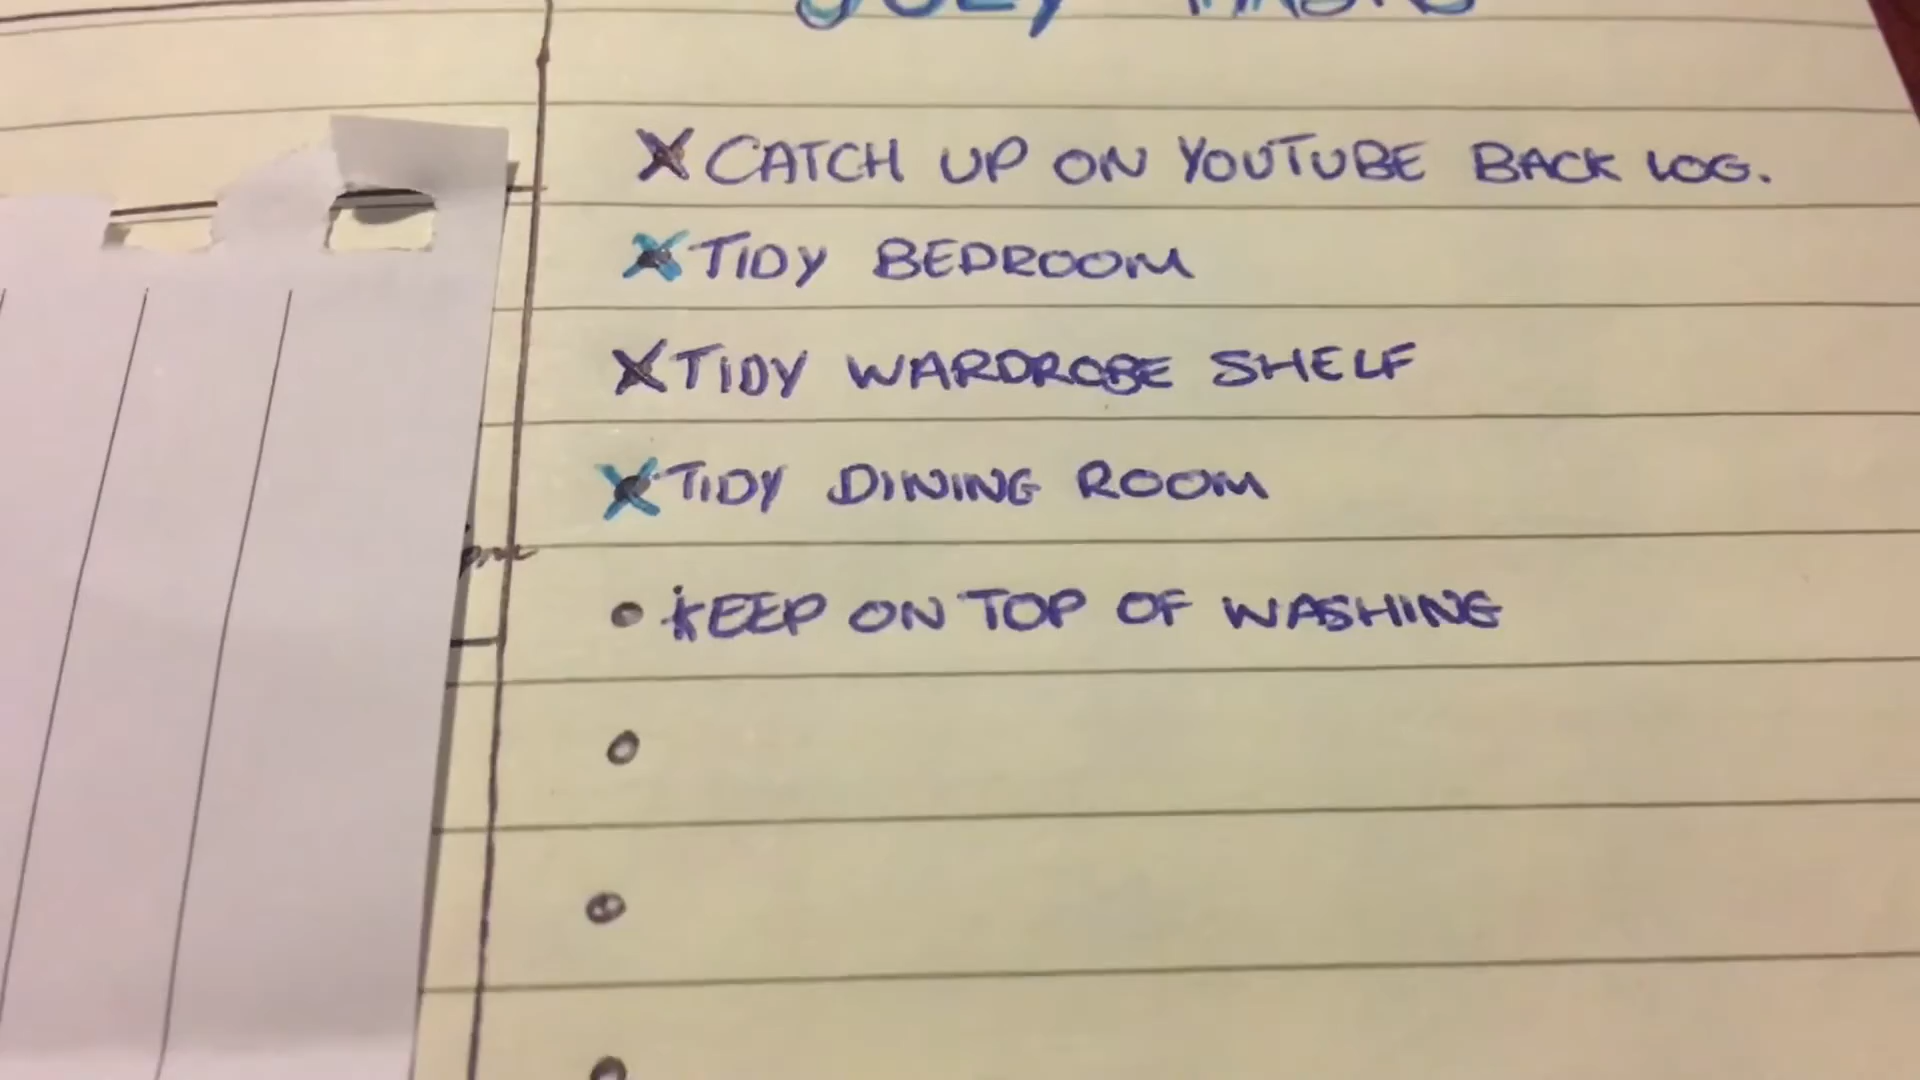 CATCH UP ON YOUTUBE BACK LOG.
TIDY BEDROOM
TIDY WARDROBE SHELF
TIDY DINING ROOM
KEEP ON TOP OF WASHING